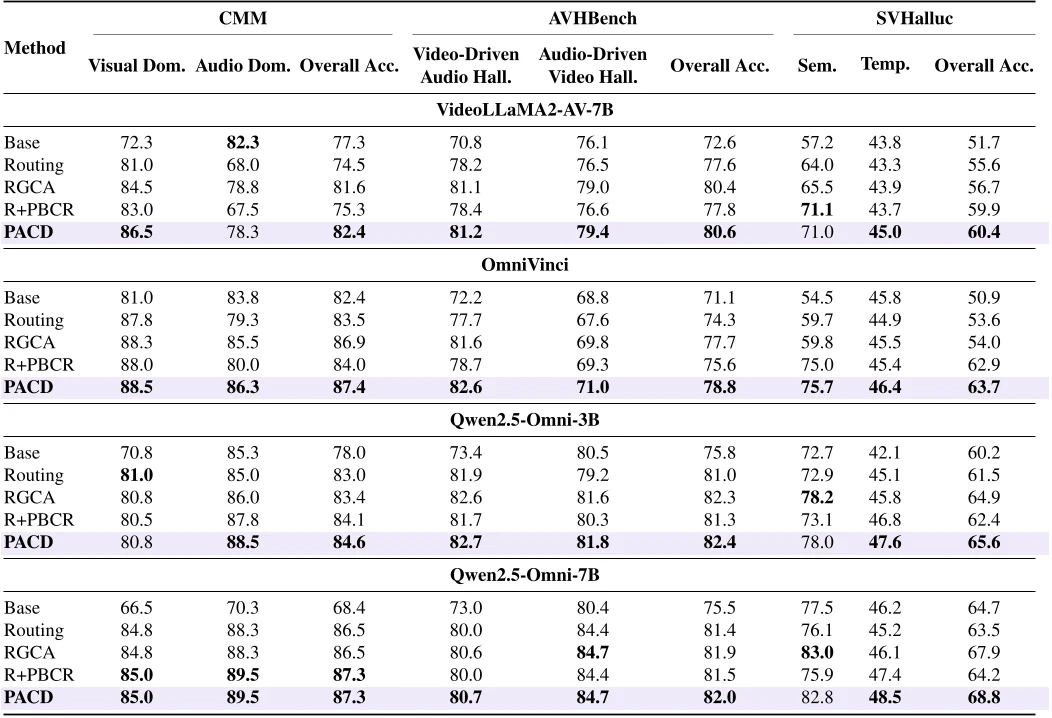 CMM AVHBench SVHalluc
Method Visual Dom. Audio Dom. Overall Acc. Video-Driven Audio Hall. Audio-Driven Video Hall. Overall Acc. Sem. Temp. Overall Acc.
VideoLLaMA2-AV-7B
Base 72.3 82.3 77.3 70.8 76.1 72.6 57.2 43.8 51.7
Routing 81.0 68.0 74.5 78.2 76.5 77.6 64.0 43.3 55.6
RGCA 84.5 78.8 81.6 81.1 79.0 80.4 65.5 43.9 56.7
R+PBCR 83.0 67.5 75.3 78.4 76.6 77.8 71.1 43.7 59.9
PACD 86.5 78.3 82.4 81.2 79.4 80.6 71.0 45.0 60.4
OmniVinci
Base 81.0 83.8 82.4 72.2 68.8 71.1 54.5 45.8 50.9
Routing 87.8 79.3 83.5 77.7 67.6 74.3 59.7 44.9 53.6
RGCA 88.3 85.5 86.9 81.6 69.8 77.7 59.8 45.5 54.0
R+PBCR 88.0 80.0 84.0 78.7 69.3 75.6 75.0 45.4 62.9
PACD 88.5 86.3 87.4 82.6 71.0 78.8 75.7 46.4 63.7
Qwen2.5-Omni-3B
Base 70.8 85.3 78.0 73.4 80.5 75.8 72.7 42.1 60.2
Routing 81.0 85.0 83.0 81.9 79.2 81.0 72.9 45.1 61.5
RGCA 80.8 86.0 83.4 82.6 81.6 82.3 78.2 45.8 64.9
R+PBCR 80.5 87.8 84.1 81.7 80.3 81.3 73.1 46.8 62.4
PACD 80.8 88.5 84.6 82.7 81.8 82.4 78.0 47.6 65.6
Qwen2.5-Omni-7B
Base 66.5 70.3 68.4 73.0 80.4 75.5 77.5 46.2 64.7
Routing 84.8 88.3 86.5 80.0 84.4 81.4 76.1 45.2 63.5
RGCA 84.8 88.3 86.5 80.6 84.7 81.9 83.0 46.1 67.9
R+PBCR 85.0 89.5 87.3 80.0 84.4 81.5 75.9 47.4 64.2
PACD 85.0 89.5 87.3 80.7 84.7 82.0 82.8 48.5 68.8